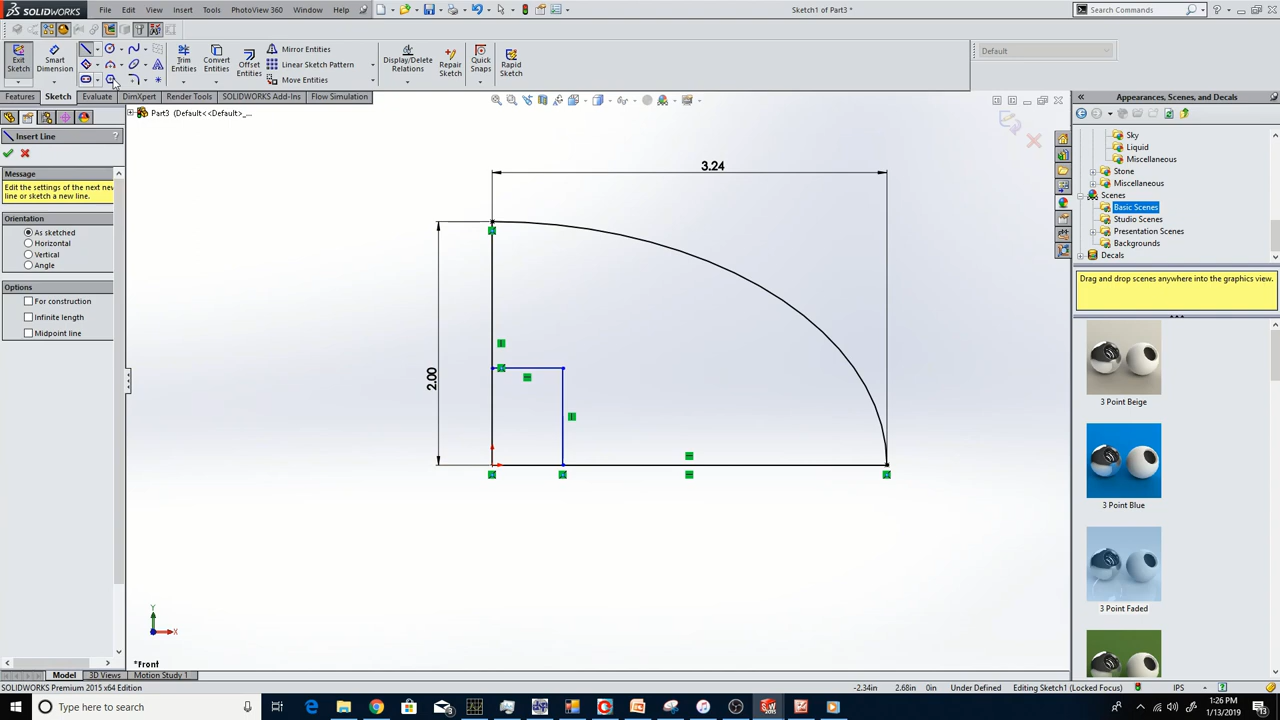 SOLIDWORKS
File Edit View Insert Tools PhotoView 360 Window Help
Sketch1 of Part3 *
Search Commands
Exit Sketch
Smart Dimension
Trim Entities
Convert Entities
Offset Entities
Mirror Entities
Linear Sketch Pattern
Move Entities
Display/Delete Relations
Repair Sketch
Quick Snaps
Rapid Sketch
Default
Features Sketch Evaluate DimXpert Render Tools SOLIDWORKS Add-Ins Flow Simulation
Part3 (Default<<Default>_...
Insert Line
?
Message
Edit the settings of the next new
line or sketch a new line.
Orientation
As sketched
Horizontal
Vertical
Angle
Options
For construction
Infinite length
Midpoint line
3.24
2.00
Y
X
*Front
Appearances, Scenes, and Decals
Sky
Liquid
Miscellaneous
Stone
Miscellaneous
Scenes
Basic Scenes
Studio Scenes
Presentation Scenes
Backgrounds
Decals
Drag and drop scenes anywhere into the graphics view.
3 Point Beige
3 Point Blue
3 Point Faded
Model 3D Views Motion Study 1
SOLIDWORKS Premium 2015 x64 Edition
-2.34in 2.68in 0in Under Defined Editing Sketch1 (Locked Focus) IPS
Type here to search
1:26 PM
1/13/2019